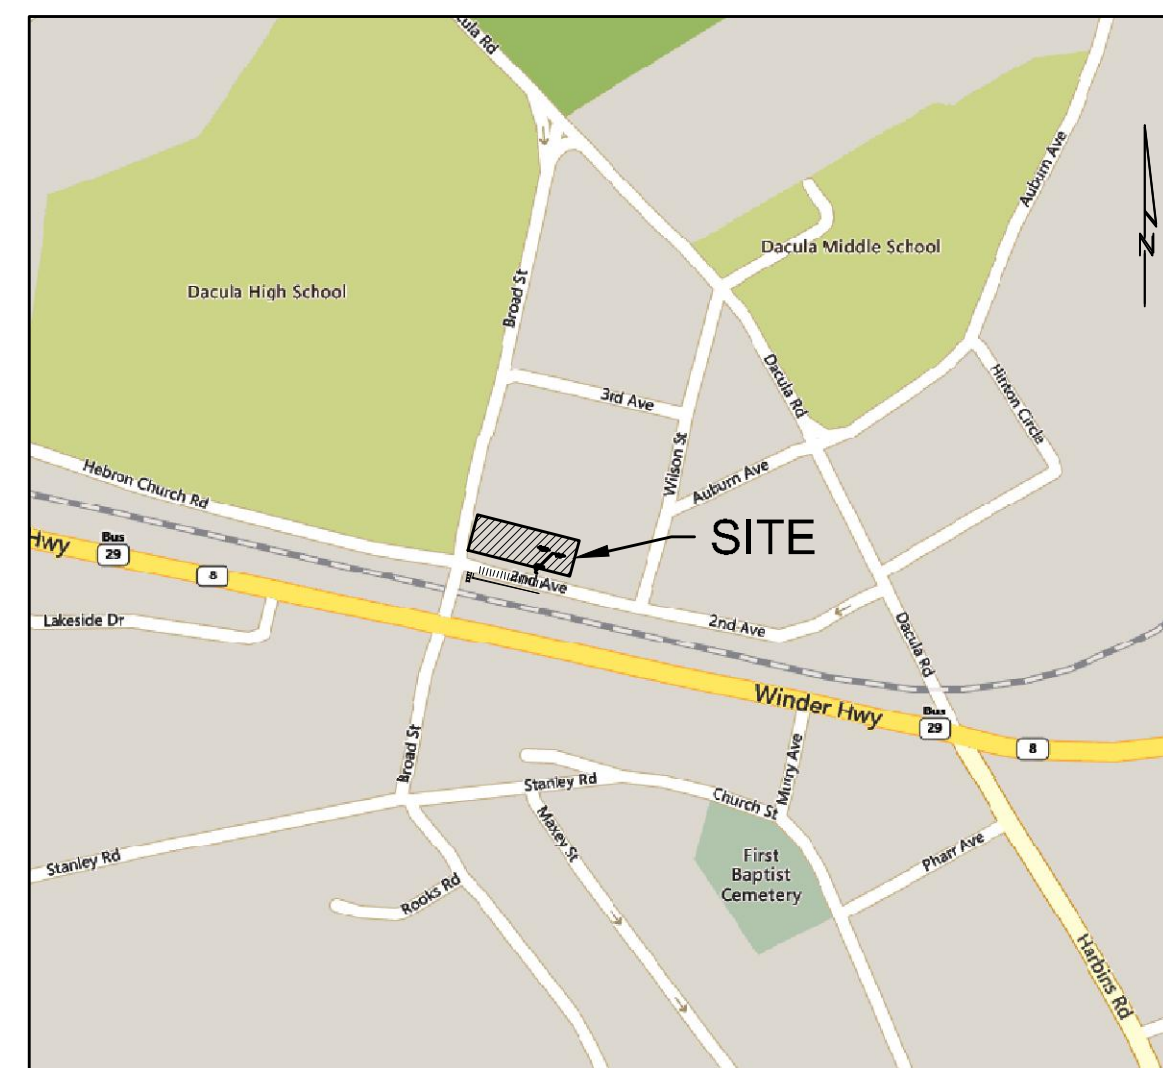 cula Rd
Auburn Ave
Dacula Middle School
Dacula High School
Broad St
Dacula Rd
3rd Ave
Hinton Circle
Wilson St
Auburn Ave
Hebron Church Rd
SITE
Hwy
Bus
29
8
2nd Ave
Lakeside Dr
2nd Ave
Dacula Rd
Winder Hwy
Bus
29
8
Broad St
Murry Ave
Stanley Rd
Church St
Maxey St
Stanley Rd
First
Baptist
Cemetery
Pharr Ave
Rooks Rd
Harbins Rd
N